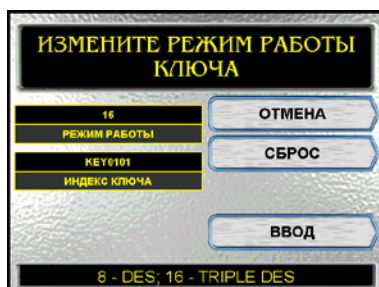 ИЗМЕНИТЕ РЕЖИМ РАБОТЫ
КЛЮЧА
16
РЕЖИМ РАБОТЫ
KEY0101
ИНДЕКС КЛЮЧА
ОТМЕНА
СБРОС
ВВОД
8 - DES; 16 - TRIPLE DES